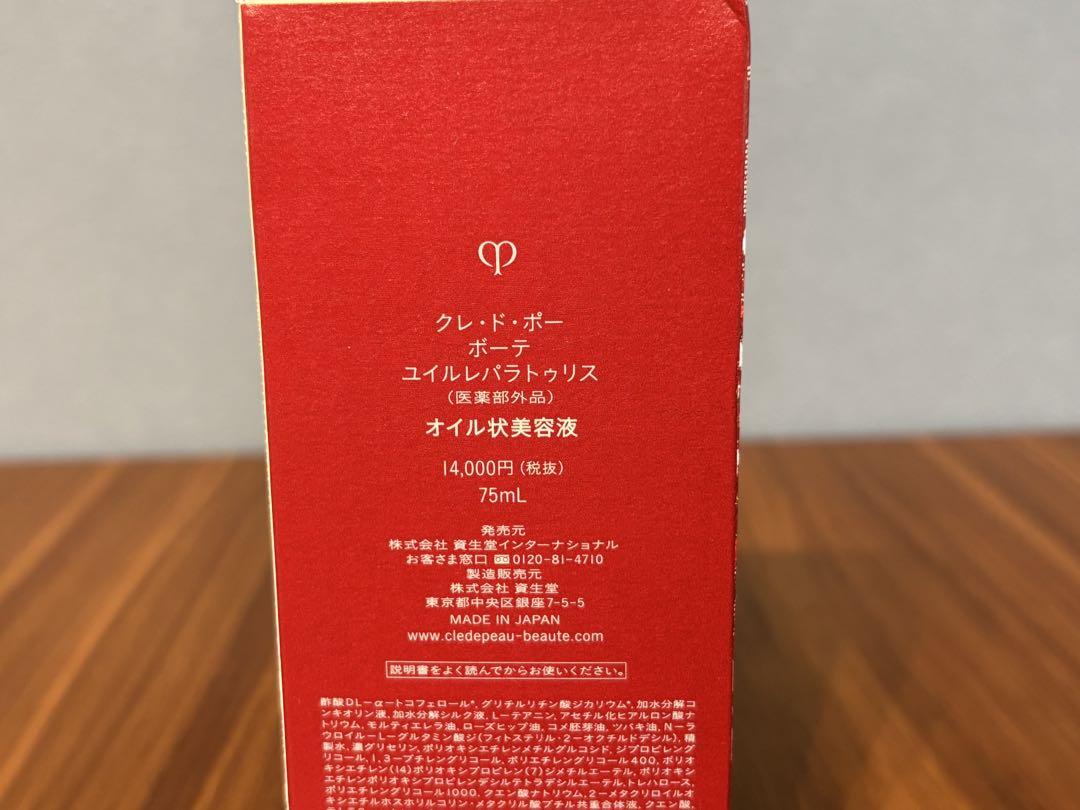 クレ・ド・ポー
ボーテ
ユイルレパラトゥリス
（医薬部外品）
オイル状美容液
14,000円（税抜）
75mL
発売元
株式会社 資生堂インターナショナル
お客さま窓口 0120-81-4710
製造販売元
株式会社 資生堂
東京都中央区銀座7-5-5
MADE IN JAPAN
www.cledepeau-beaute.com
説明書をよく読んでからお使いください。
酢酸DL-α-トコフェロール*, グリチルリチン酸ジカリウム*, 加水分解コ
ンキオリン液, 加水分解シルク液, L-テアニン, アセチル化ヒアルロン酸ナ
トリウム, モルティエレラ油, ローズヒップ油, コメ胚芽油, ツバキ油, N-ラ
ウロイル-L-グルタミン酸ジ(フィトステリル・2-オクチルドデシル), 精
製水, 濃グリセリン, ポリオキシエチレンメチルグルコシド, ジプロピレング
リコール, 1,3-ブチレングリコール, ポリエチレングリコール400, ポリオ
キシエチレン(14)ポリオキシプロピレン(7)ジメチルエーテル, ポリオキシ
エチレンポリオキシプロピレンデシルテトラデシルエーテル, トレハロース,
ポリエチレングリコール1000, クエン酸ナトリウム, 2-メタクリロイルオ
キシエチルホスホリルコリン・メタクリル酸ブチル共重合体液, クエン酸,